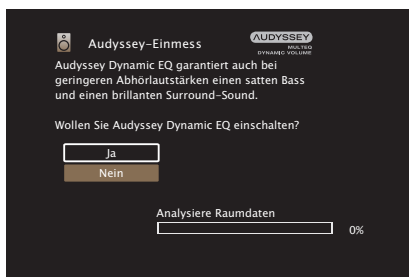 Audyssey-Einmess
AUDYSSEY
MULTEQ
DYNAMIC VOLUME
Audyssey Dynamic EQ garantiert auch bei
geringeren Abhörlautstärken einen satten Bass
und einen brillanten Surround-Sound.
Wollen Sie Audyssey Dynamic EQ einschalten?
Ja
Nein
Analysiere Raumdaten
0%